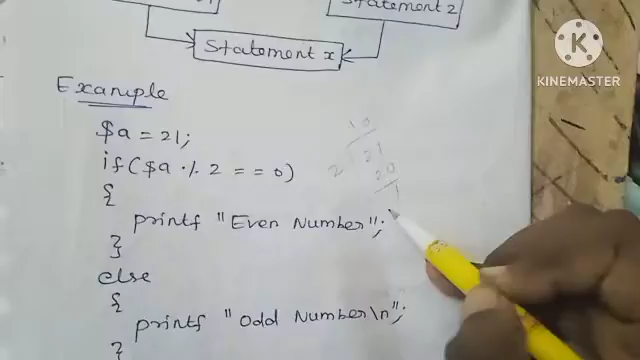 Statement 2
Statement x
KINEMASTER
Example
$a = 21;
if($a % 2 == 0)
{
printf "Even Number";
}
else
{
printf "Odd Number\n";
}
10
2 21
20
1